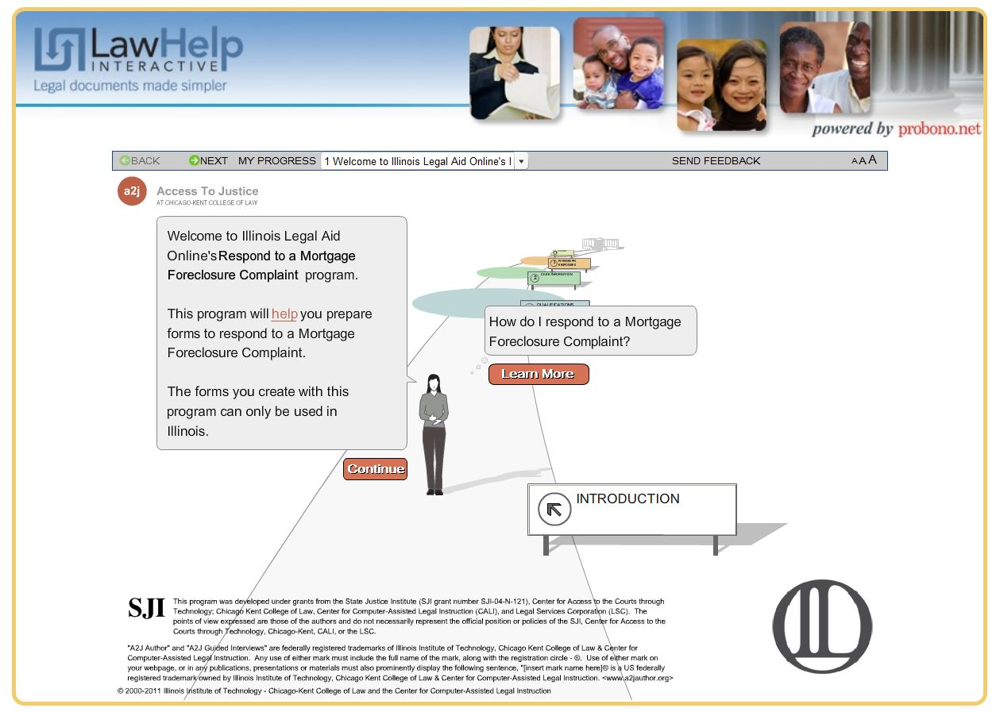 LawHelp
INTERACTIVE
Legal documents made simpler
powered by probono.net
BACK NEXT MY PROGRESS 1 Welcome to Illinois Legal Aid Online's I SEND FEEDBACK A A A
a2j Access To Justice
AT CHICAGO-KENT COLLEGE OF LAW
Welcome to Illinois Legal Aid
Online's Respond to a Mortgage
Foreclosure Complaint program.
This program will help you prepare
forms to respond to a Mortgage
Foreclosure Complaint.
The forms you create with this
program can only be used in
Illinois.
Continue
2 CASE INFORMATION
QUALIFICATIONS
How do I respond to a Mortgage
Foreclosure Complaint?
Learn More
INTRODUCTION
SJI
This program was developed under grants from the State Justice Institute (SJI grant number SJI-04-N-121), Center for Access to the Courts through
Technology; Chicago Kent College of Law, Center for Computer-Assisted Legal Instruction (CALI), and Legal Services Corporation (LSC). The
points of view expressed are those of the authors and do not necessarily represent the official position or policies of the SJI, Center for Access to the
Courts through Technology, Chicago-Kent, CALI, or the LSC.
"A2J Author" and "A2J Guided Interviews" are federally registered trademarks of Illinois Institute of Technology, Chicago Kent College of Law & Center for
Computer-Assisted Legal Instruction. Any use of either mark must include the full name of the mark, along with the registration circle - ®. Use of either mark on
your webpage, or in any publications, presentations or materials must also prominently display the following sentence, "[insert mark name here]® is a US federally
registered trademark owned by Illinois Institute of Technology, Chicago Kent College of Law & Center for Computer-Assisted Legal Instruction. <www.a2jauthor.org>
© 2000-2011 Illinois Institute of Technology - Chicago-Kent College of Law and the Center for Computer-Assisted Legal Instruction